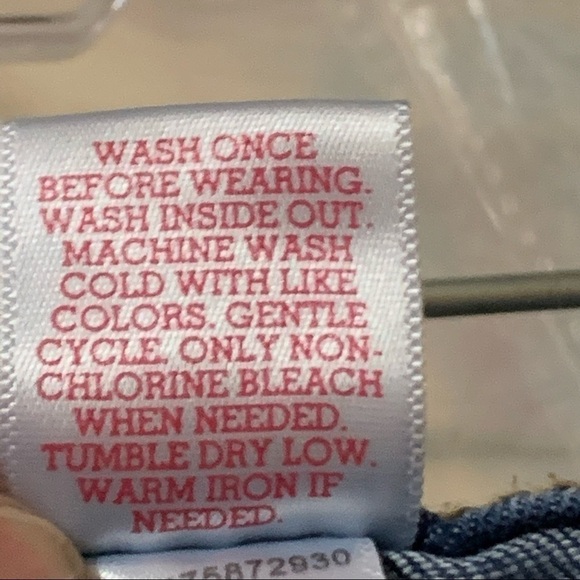 WASH ONCE
BEFORE WEARING.
WASH INSIDE OUT.
MACHINE WASH
COLD WITH LIKE
COLORS. GENTLE
CYCLE. ONLY NON-
CHLORINE BLEACH
WHEN NEEDED.
TUMBLE DRY LOW.
WARM IRON IF
NEEDED.
75872930